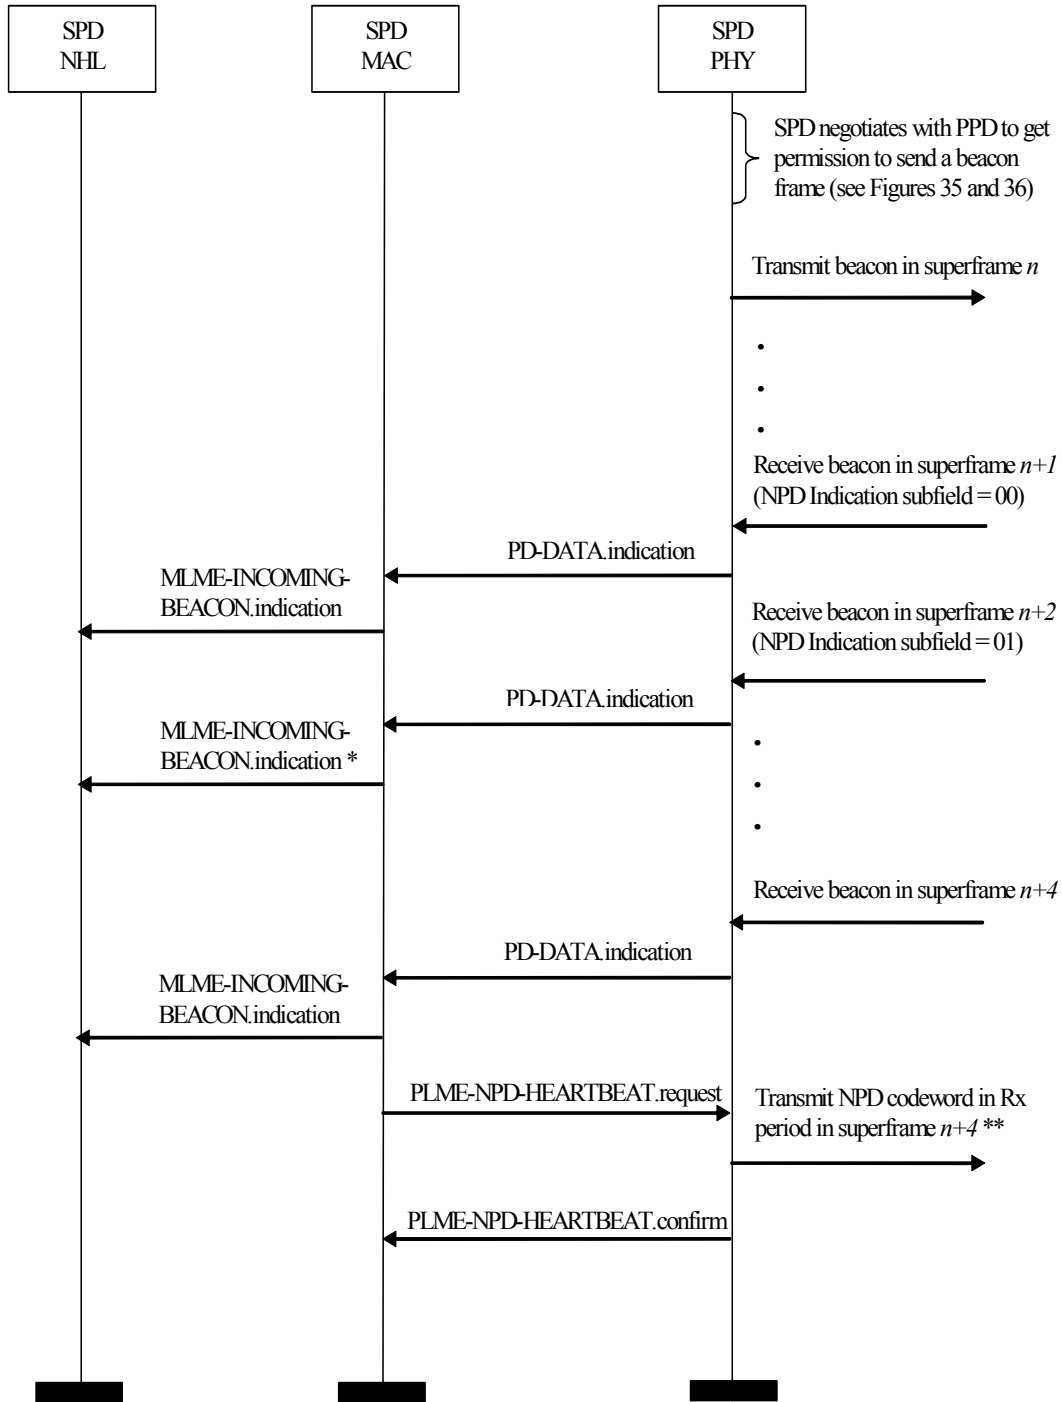 SPD
NHL
SPD
MAC
SPD
PHY
SPD negotiates with PPD to get
permission to send a beacon
frame (see Figures 35 and 36)
Transmit beacon in superframe n
Receive beacon in superframe n+1
(NPD Indication subfield = 00)
PD-DATA.indication
MLME-INCOMING-
BEACON.indication
Receive beacon in superframe n+2
(NPD Indication subfield = 01)
PD-DATA.indication
MLME-INCOMING-
BEACON.indication *
Receive beacon in superframe n+4
PD-DATA.indication
MLME-INCOMING-
BEACON.indication
PLME-NPD-HEARTBEAT.request
Transmit NPD codeword in Rx
period in superframe n+4 **
PLME-NPD-HEARTBEAT.confirm